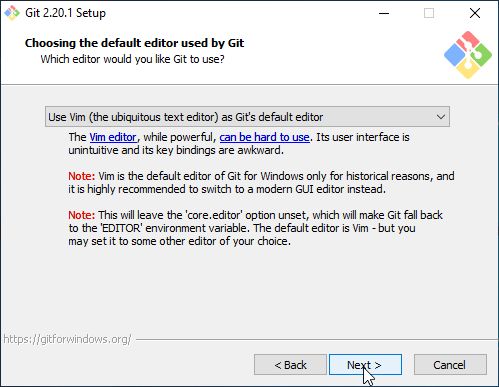 Git 2.20.1 Setup
Choosing the default editor used by Git
Which editor would you like Git to use?
Use Vim (the ubiquitous text editor) as Git's default editor
The Vim editor, while powerful, can be hard to use. Its user interface is
unintuitive and its key bindings are awkward.
Note: Vim is the default editor of Git for Windows only for historical reasons, and
it is highly recommended to switch to a modern GUI editor instead.
Note: This will leave the 'core.editor' option unset, which will make Git fall back
to the 'EDITOR' environment variable. The default editor is Vim - but you
may set it to some other editor of your choice.
https://gitforwindows.org/
< Back
Next >
Cancel